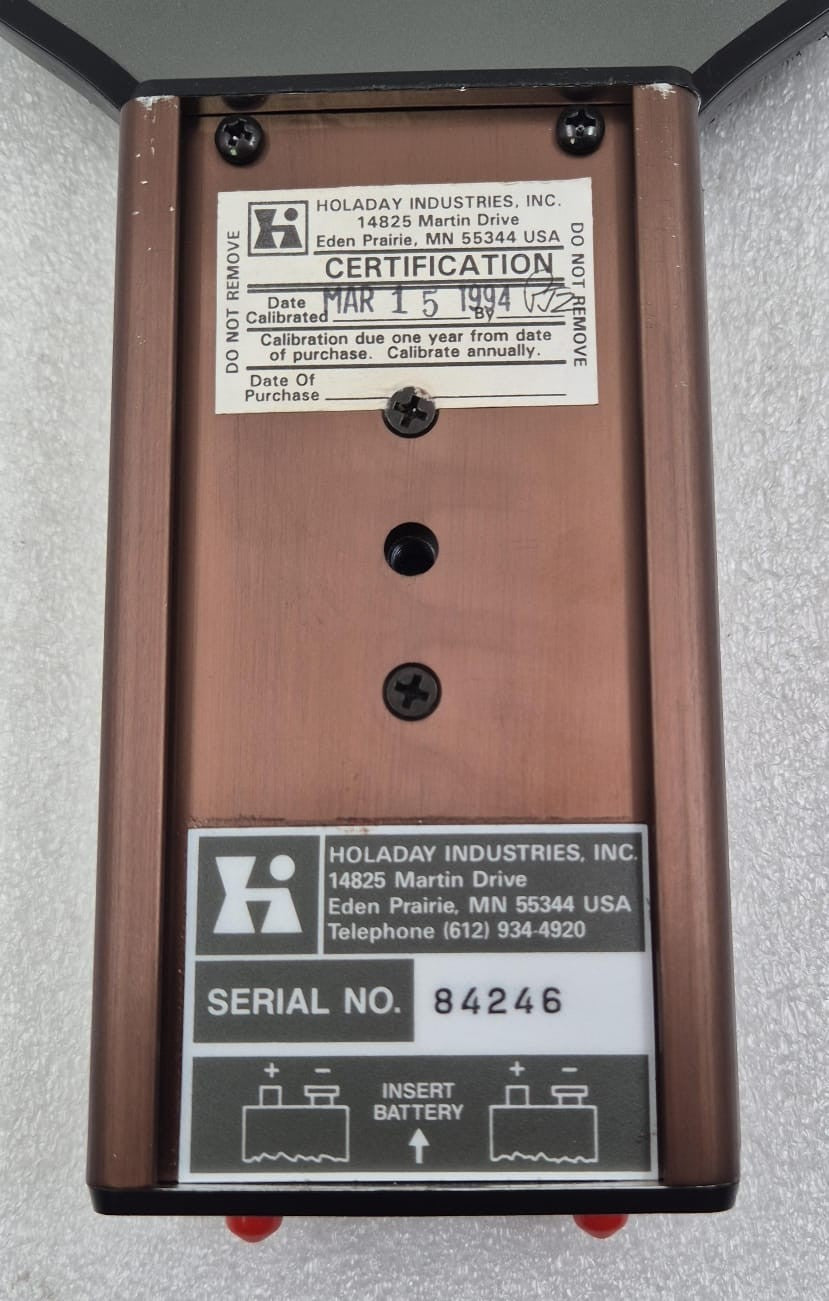 HOLADAY INDUSTRIES, INC.
14825 Martin Drive
Eden Prairie, MN 55344 USA
CERTIFICATION
DO NOT REMOVE
DO NOT REMOVE
Date Calibrated MAR 15 1994 By
Calibration due one year from date
of purchase. Calibrate annually.
Date Of
Purchase
HOLADAY INDUSTRIES, INC.
14825 Martin Drive
Eden Prairie, MN 55344 USA
Telephone (612) 934-4920
SERIAL NO. 84246
+ − + −
INSERT
BATTERY